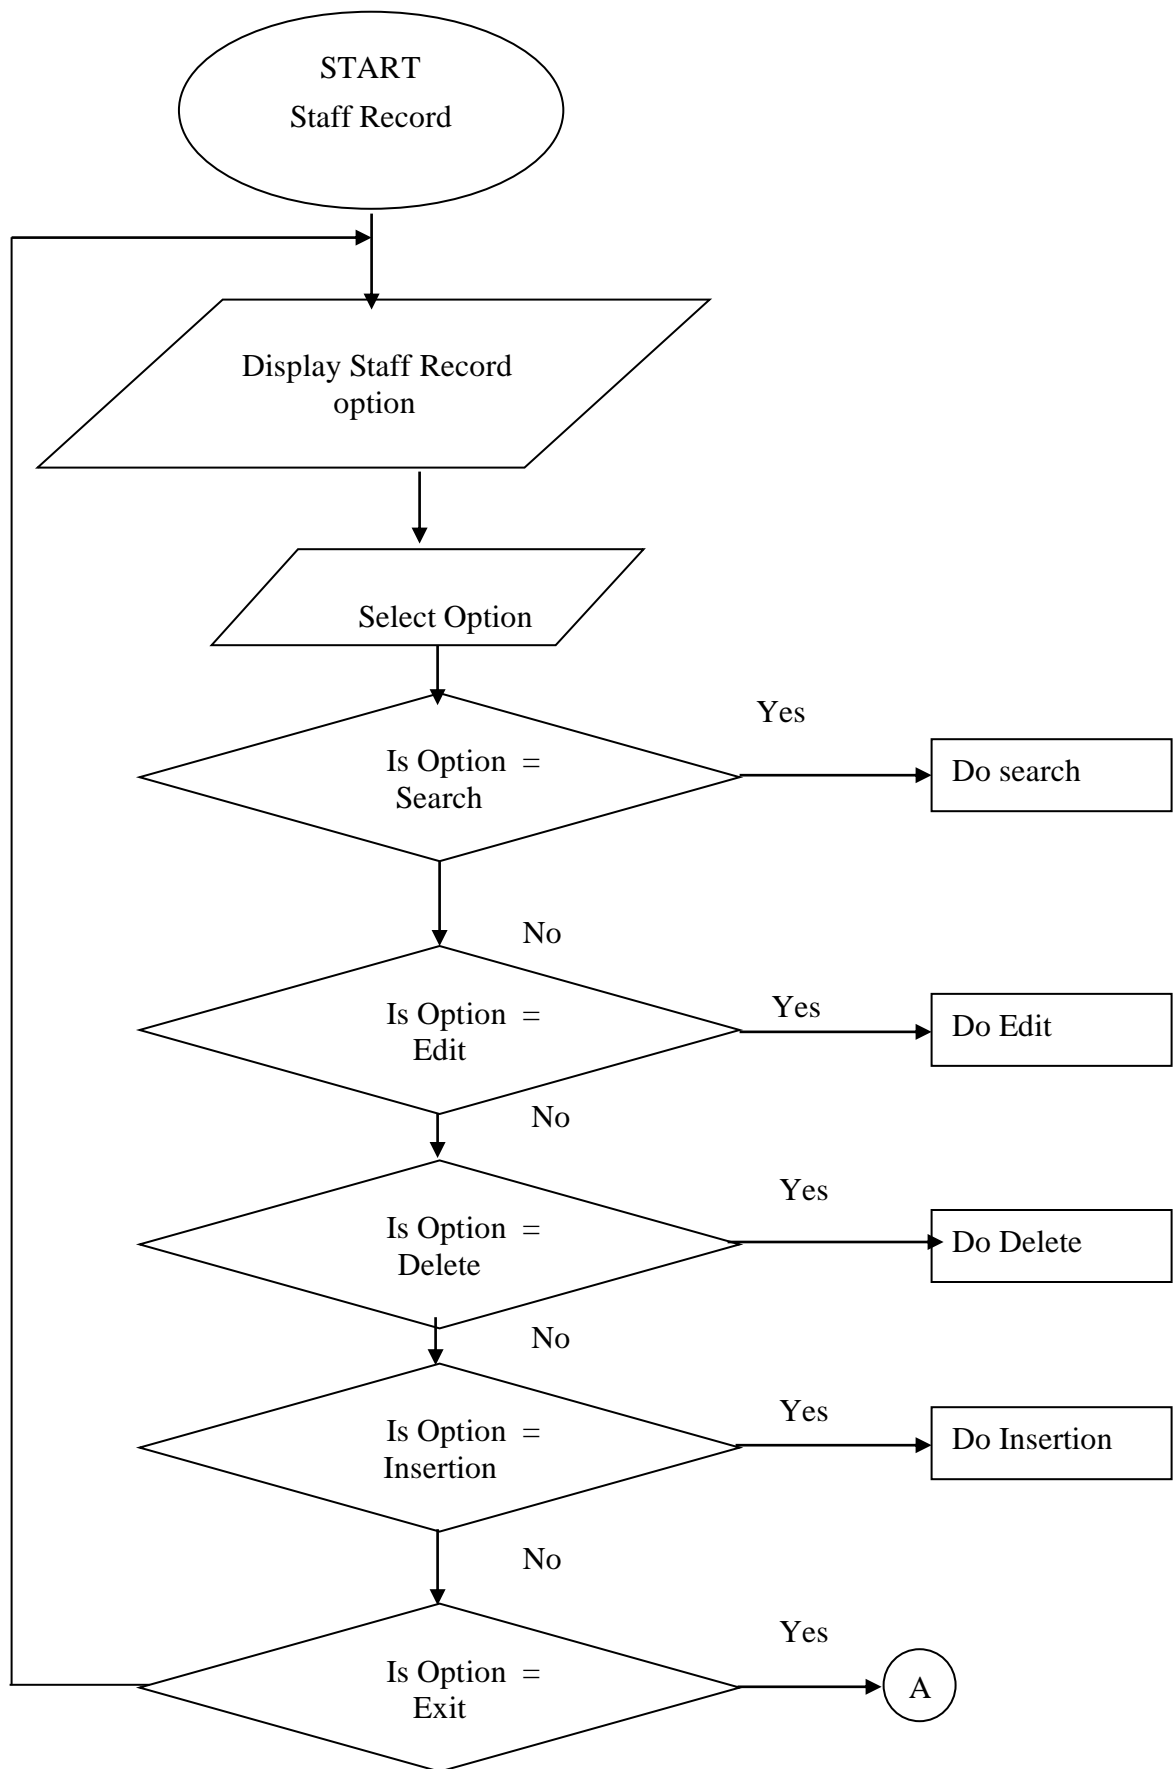 START
Staff Record
Display Staff Record
option
Select Option
Yes
Is Option =
Search
Do search
No
Is Option =
Edit
Yes
Do Edit
No
Is Option =
Delete
Yes
Do Delete
No
Is Option =
Insertion
Yes
Do Insertion
No
Is Option =
Exit
Yes
A